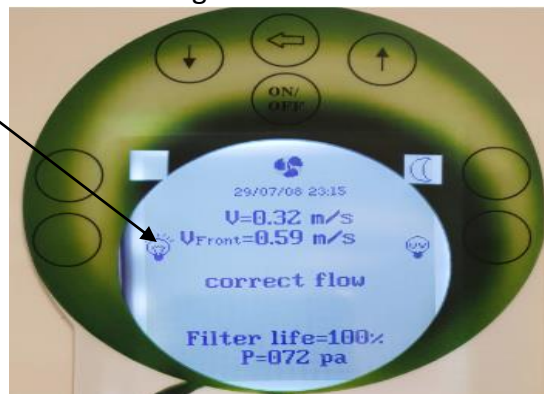 ON/
OFF
29/07/08 23:15
V=0.32 m/s
VFront=0.59 m/s
UV
correct flow
Filter life=100%
P=072 pa